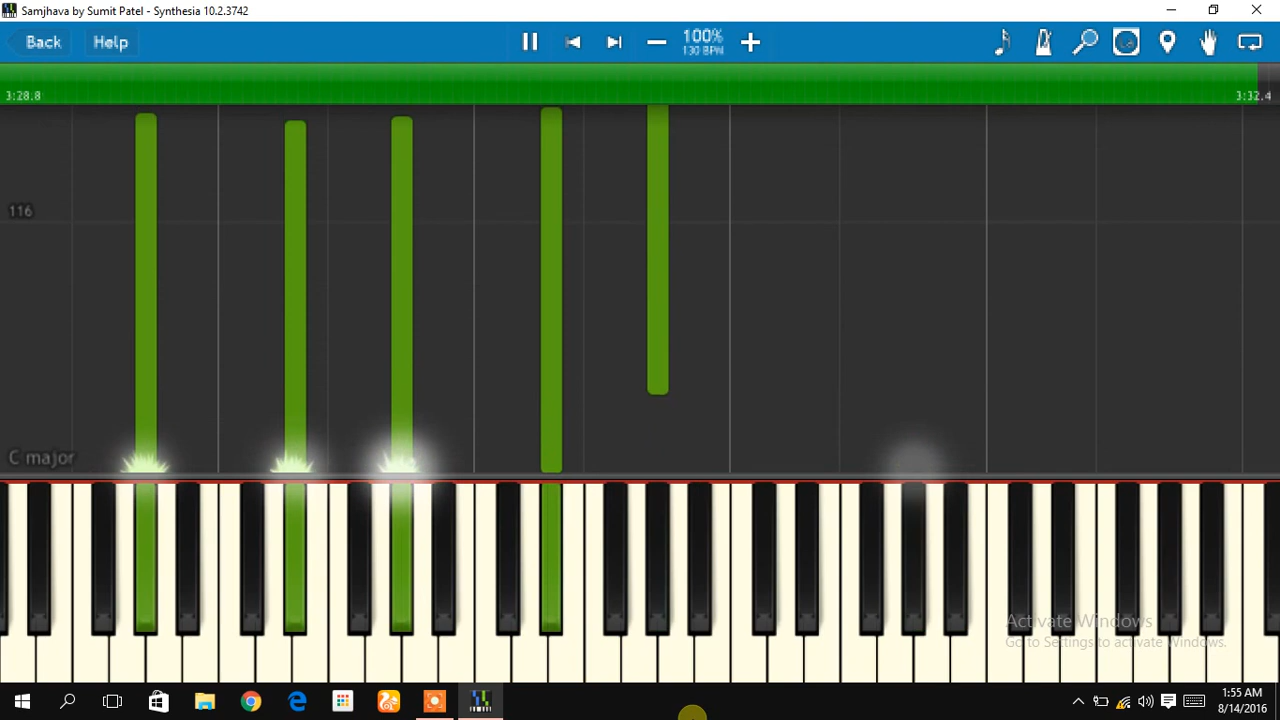 Samjhava by Sumit Patel - Synthesia 10.2.3742
Back
Help
100%
130 BPM
3:28.8
3:32.4
116
C major
Activate Windows
Go to Settings to activate Windows.
1:55 AM
8/14/2016